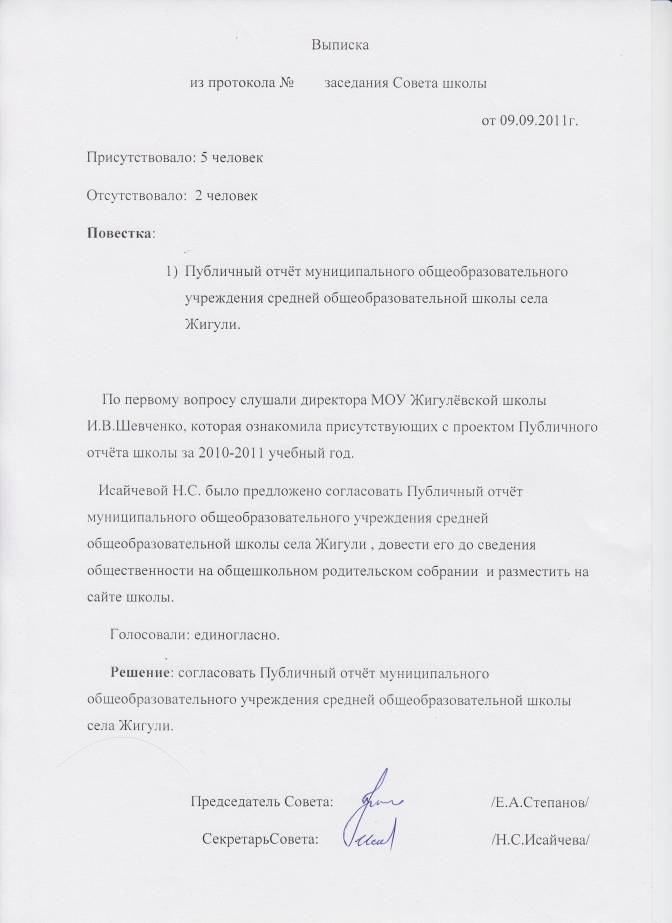 Выписка
из протокола № заседания Совета школы
от 09.09.2011г.
Присутствовало: 5 человек
Отсутствовало: 2 человек
Повестка:
1) Публичный отчёт муниципального общеобразовательного
учреждения средней общеобразовательной школы села
Жигули.
По первому вопросу слушали директора МОУ Жигулёвской школы
И.В.Шевченко, которая ознакомила присутствующих с проектом Публичного
отчёта школы за 2010-2011 учебный год.
Исайчевой Н.С. было предложено согласовать Публичный отчёт
муниципального общеобразовательного учреждения средней
общеобразовательной школы села Жигули , довести его до сведения
общественности на общешкольном родительском собрании и разместить на
сайте школы.
Голосовали: единогласно.
Решение: согласовать Публичный отчёт муниципального
общеобразовательного учреждения средней общеобразовательной школы
села Жигули.
Председатель Совета: /Е.А.Степанов/
СекретарьСовета: /Н.С.Исайчева/